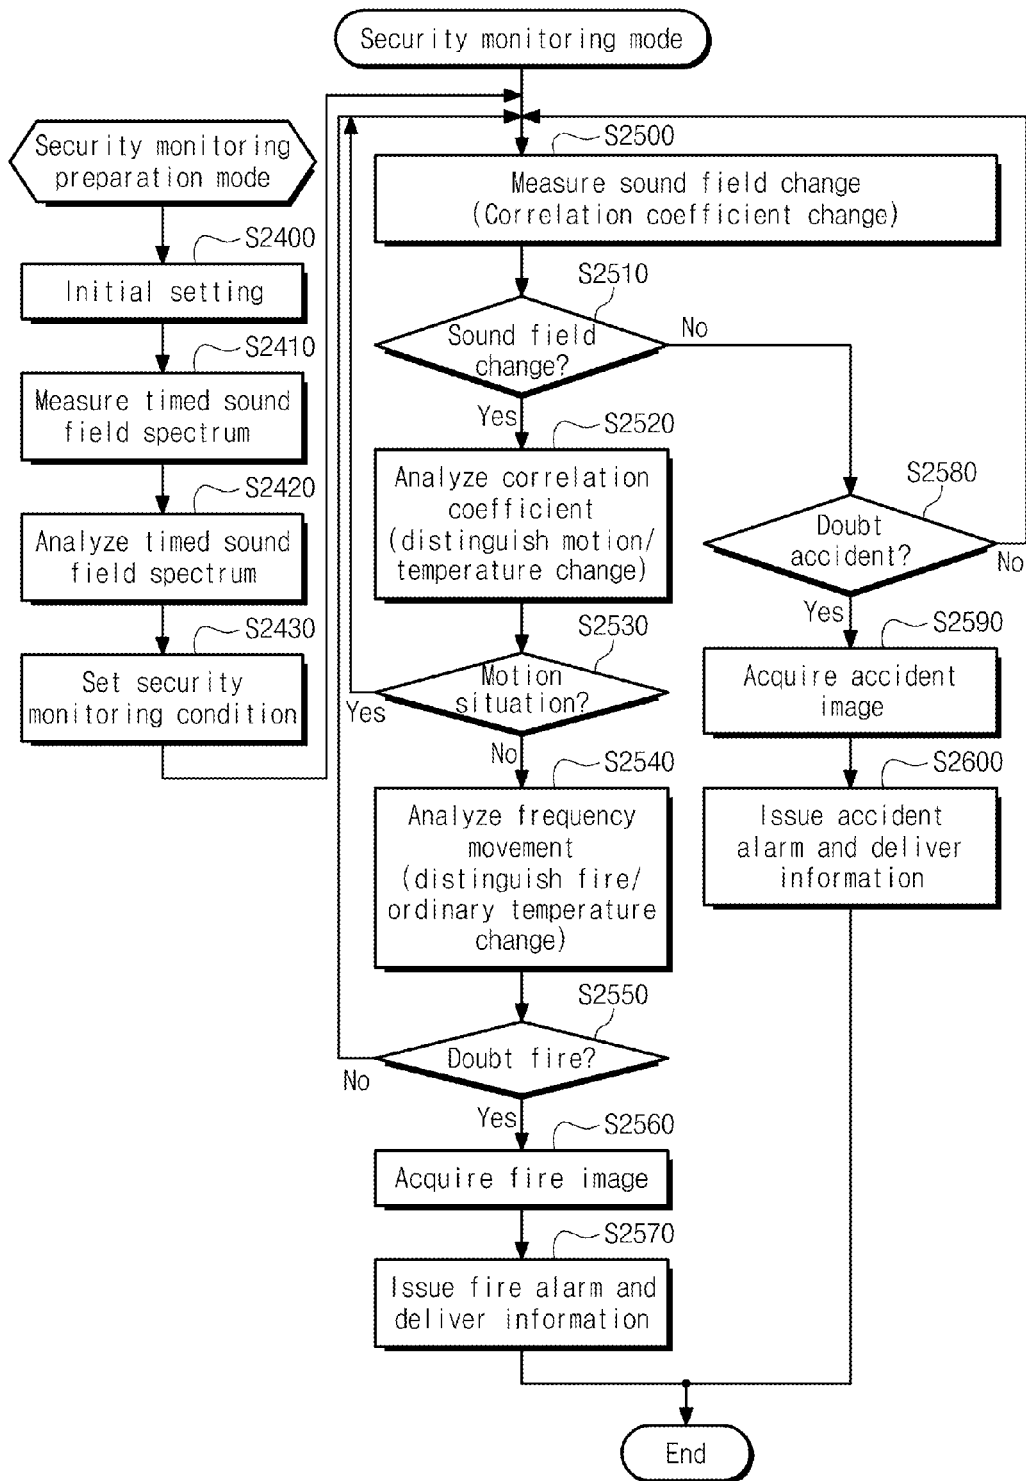 Security monitoring mode
Security monitoring
preparation mode
S2400
Initial setting
S2410
Measure timed sound
field spectrum
S2420
Analyze timed sound
field spectrum
S2430
Set security
monitoring condition
S2500
Measure sound field change
(Correlation coefficient change)
S2510
Sound field
change?
No
Yes
S2520
Analyze correlation
coefficient
(distinguish motion/
temperature change)
S2530
Motion
situation?
Yes
No
S2540
Analyze frequency
movement
(distinguish fire/
ordinary temperature
change)
S2550
Doubt fire?
No
Yes
S2560
Acquire fire image
S2570
Issue fire alarm and
deliver information
S2580
Doubt
accident?
No
Yes
S2590
Acquire accident
image
S2600
Issue accident
alarm and deliver
information
End